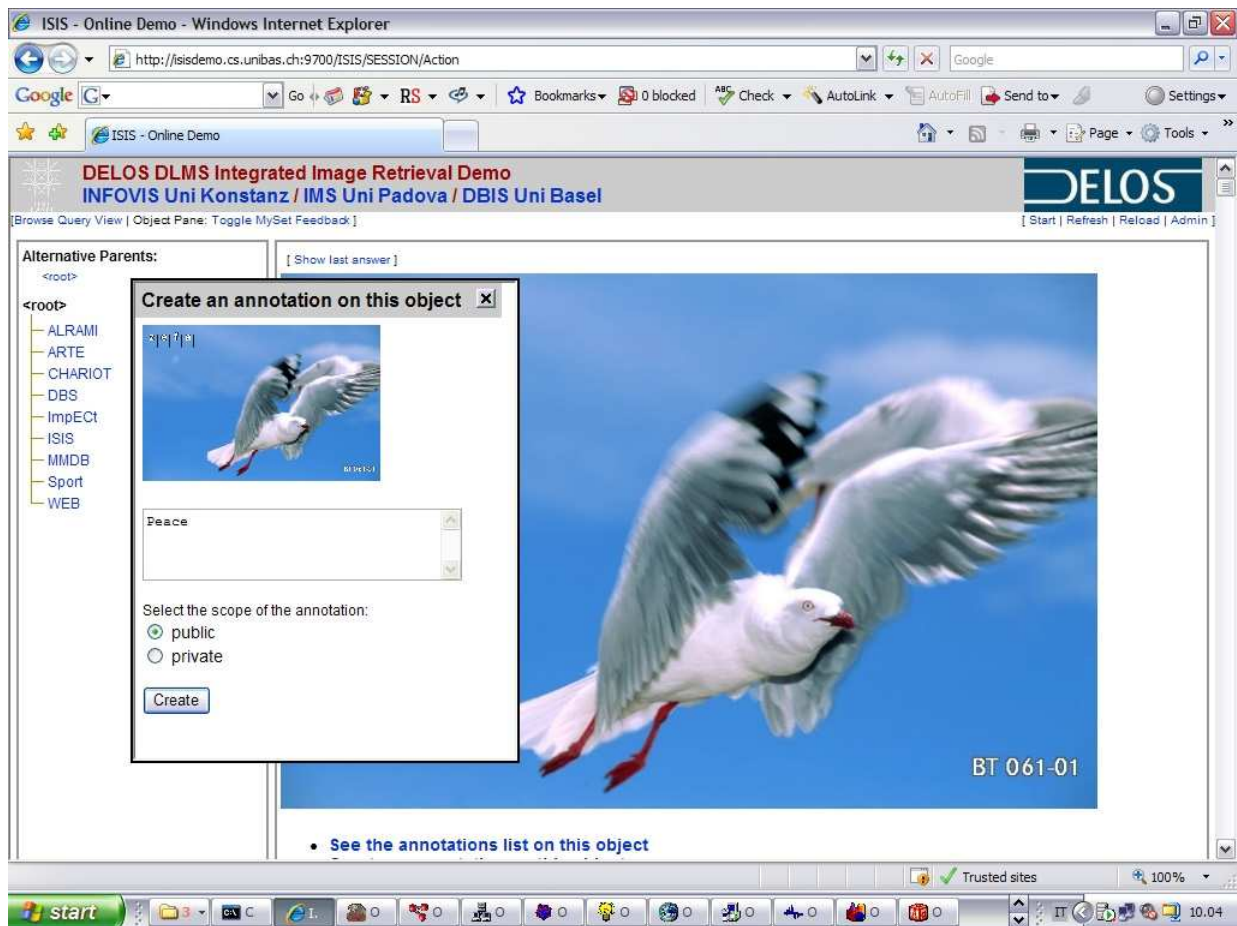 ISIS - Online Demo - Windows Internet Explorer
http://isisdemo.cs.unibas.ch:9700/ISIS/SESSION/Action
Google
Google G
Go RS Bookmarks 0 blocked Check AutoLink AutoFill Send to Settings
ISIS - Online Demo
Page Tools
DELOS DLMS Integrated Image Retrieval Demo
INFOVIS Uni Konstanz / IMS Uni Padova / DBIS Uni Basel
DELOS
[Browse Query View | Object Pane: Toggle MySet Feedback ]
[ Start | Refresh | Reload | Admin ]
Alternative Parents:
<root>
<root>
ALRAMI
ARTE
CHARIOT
DBS
ImpECt
ISIS
MMDB
Sport
WEB
[ Show last answer ]
Create an annotation on this object
Peace
Select the scope of the annotation:
public
private
Create
BT 061-01
• See the annotations list on this object
Trusted sites
100%
start
3 C I. O O O O O O O O O O
IT
10.04